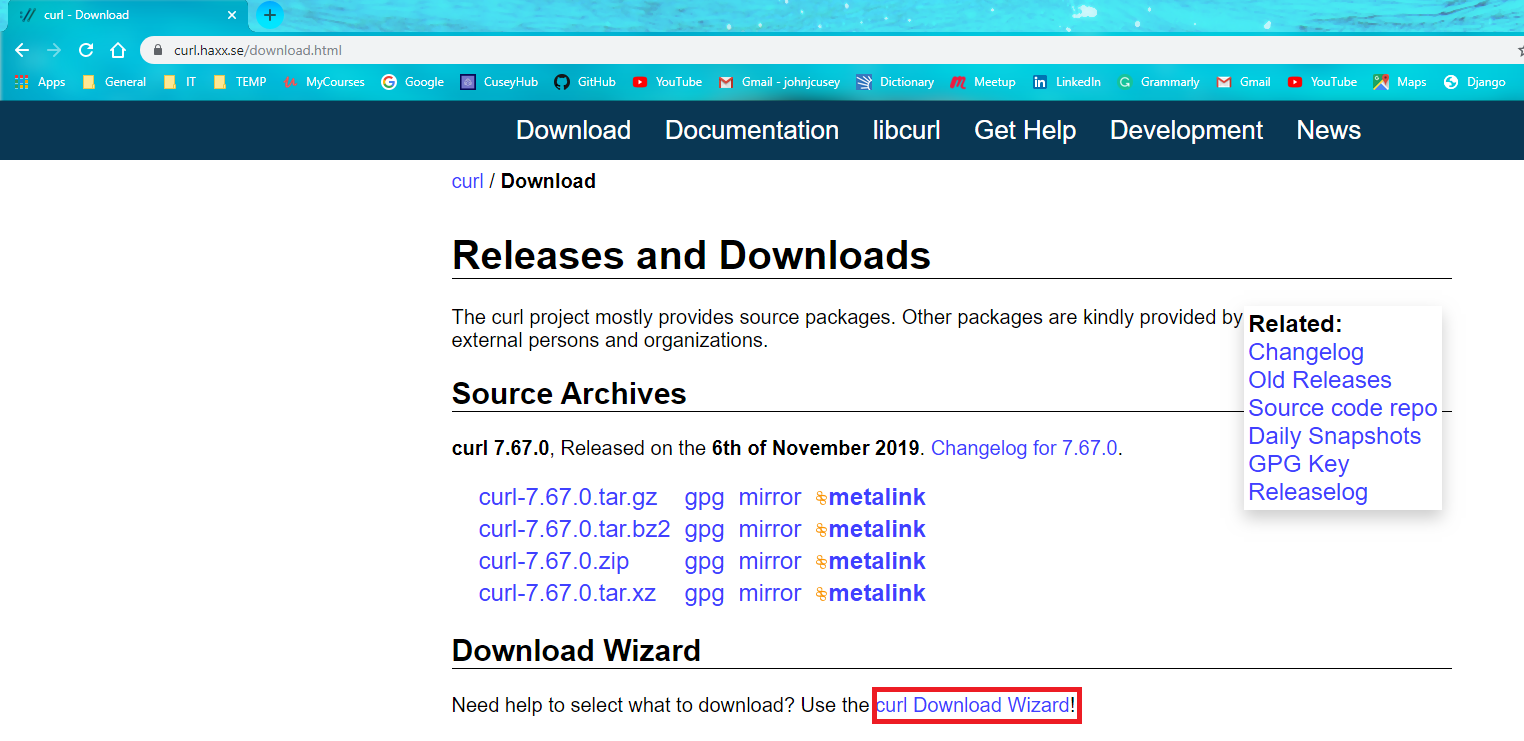 curl - Download
curl.haxx.se/download.html
Apps General IT TEMP MyCourses Google CuseyHub GitHub YouTube Gmail - johnjcusey Dictionary Meetup LinkedIn Grammarly Gmail YouTube Maps Django
Download Documentation libcurl Get Help Development News
curl / Download
Releases and Downloads
The curl project mostly provides source packages. Other packages are kindly provided by
external persons and organizations.
Related:
Changelog
Old Releases
Source code repo
Daily Snapshots
GPG Key
Releaselog
Source Archives
curl 7.67.0, Released on the 6th of November 2019. Changelog for 7.67.0.
curl-7.67.0.tar.gz gpg mirror metalink
curl-7.67.0.tar.bz2 gpg mirror metalink
curl-7.67.0.zip gpg mirror metalink
curl-7.67.0.tar.xz gpg mirror metalink
Download Wizard
Need help to select what to download? Use the curl Download Wizard!